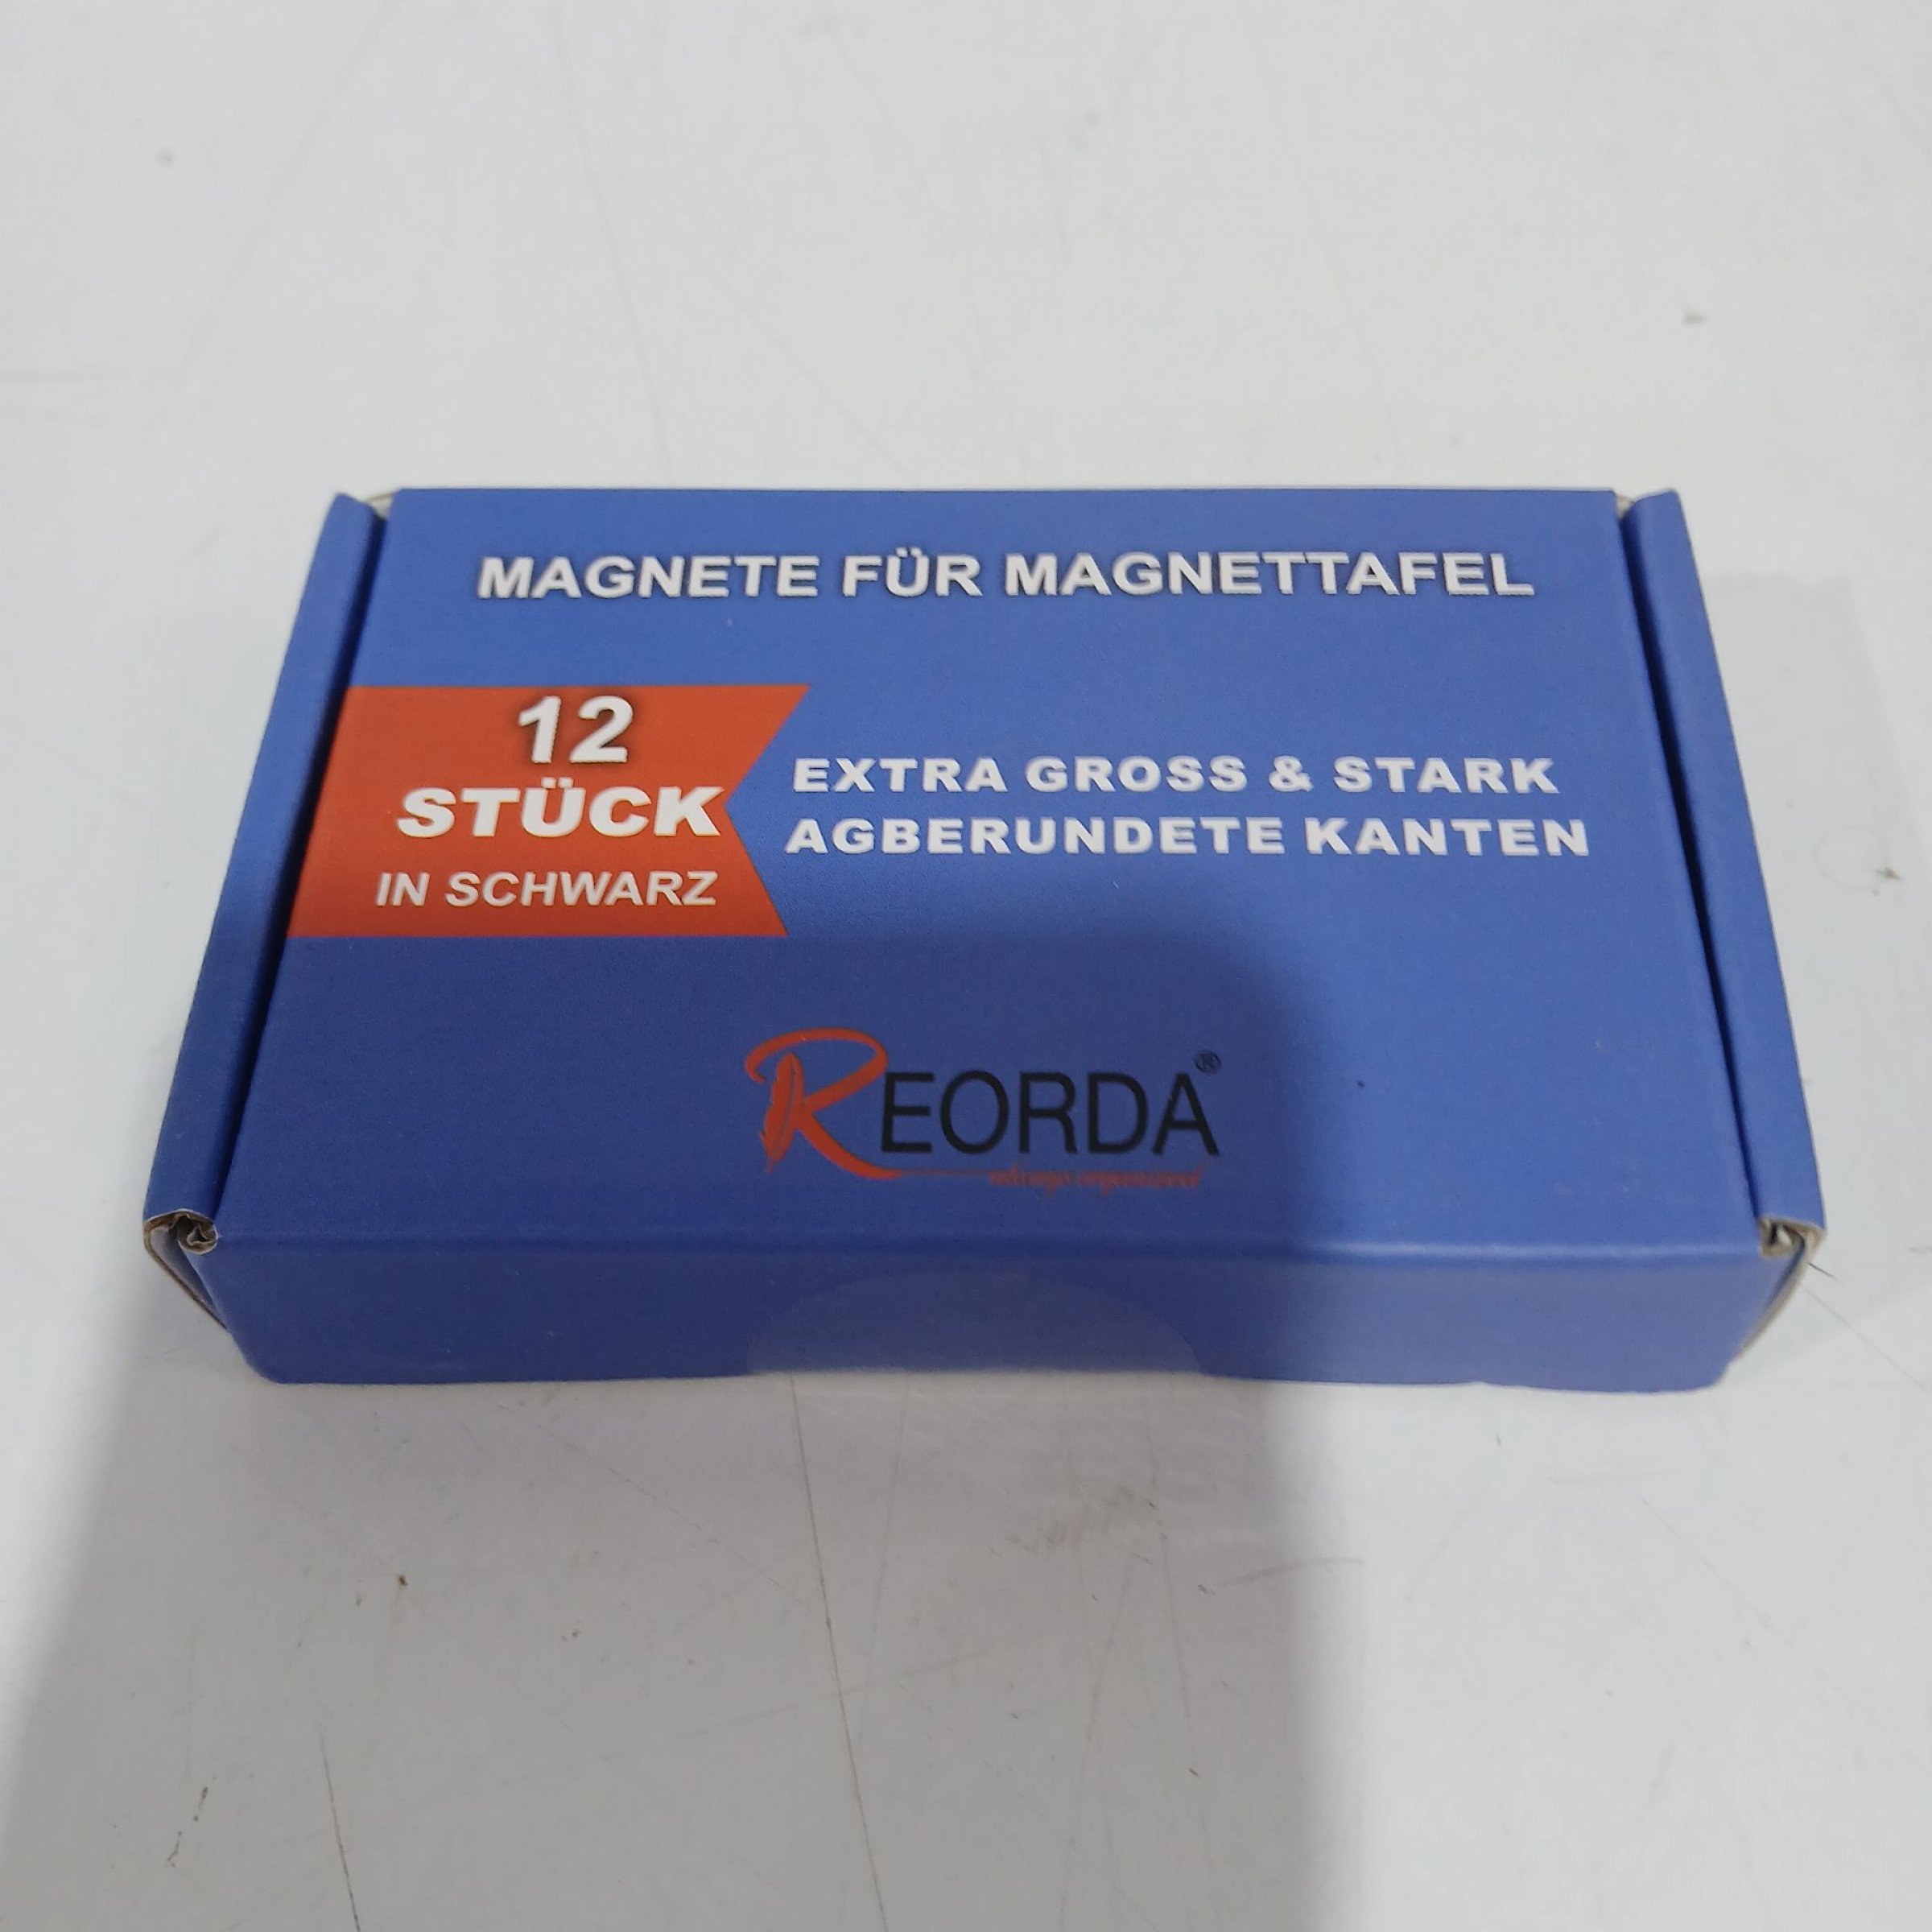 MAGNETE FÜR MAGNETTAFEL
12
STÜCK
IN SCHWARZ
EXTRA GROSS & STARK
AGBERUNDETE KANTEN
REORDA®